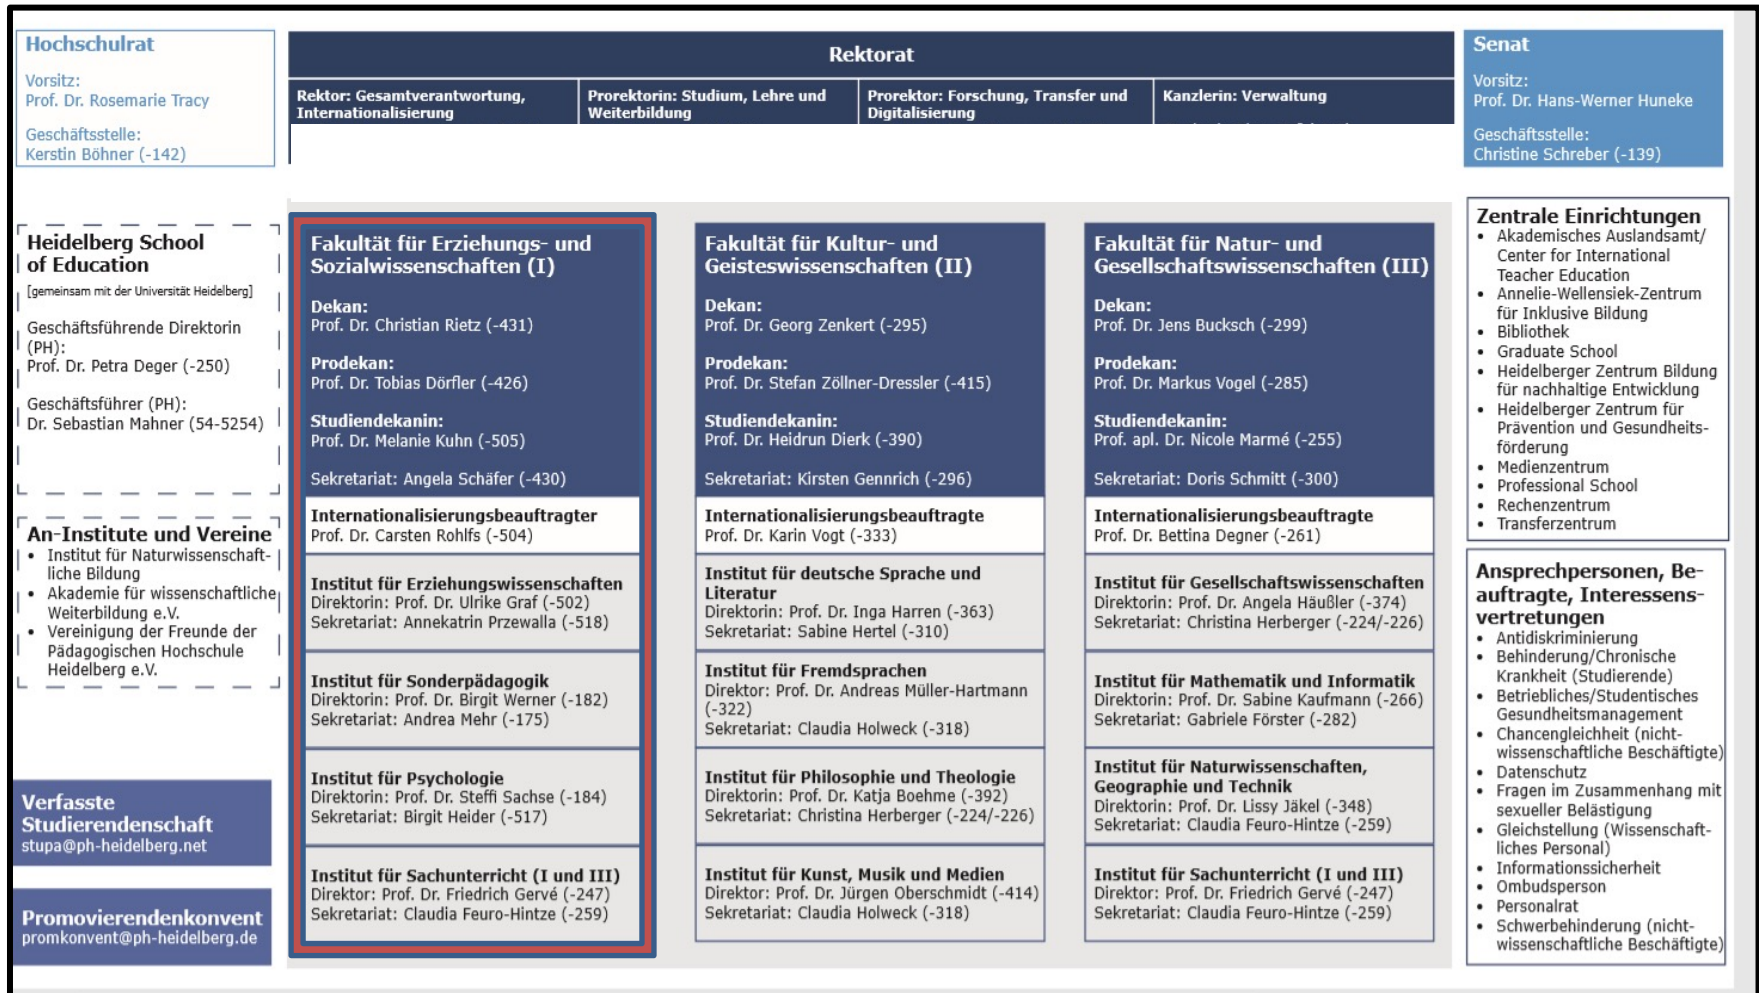 Hochschulrat
Vorsitz:
Prof. Dr. Rosemarie Tracy
Geschäftsstelle:
Kerstin Böhner (-142)
Rektorat
Rektor: Gesamtverantwortung,
Internationalisierung
Prorektorin: Studium, Lehre und
Weiterbildung
Prorektor: Forschung, Transfer und
Digitalisierung
Kanzlerin: Verwaltung
Senat
Vorsitz:
Prof. Dr. Hans-Werner Huneke
Geschäftsstelle:
Christine Schreber (-139)
Heidelberg School
of Education
[gemeinsam mit der Universität Heidelberg]
Geschäftsführende Direktorin
(PH):
Prof. Dr. Petra Deger (-250)
Geschäftsführer (PH):
Dr. Sebastian Mahner (54-5254)
An-Institute und Vereine
• Institut für Naturwissenschaft-
liche Bildung
• Akademie für wissenschaftliche
Weiterbildung e.V.
• Vereinigung der Freunde der
Pädagogischen Hochschule
Heidelberg e.V.
Verfasste
Studierendenschaft
stupa@ph-heidelberg.net
Promovierendenkonvent
promkonvent@ph-heidelberg.de
Fakultät für Erziehungs- und
Sozialwissenschaften (I)
Dekan:
Prof. Dr. Christian Rietz (-431)
Prodekan:
Prof. Dr. Tobias Dörfler (-426)
Studiendekanin:
Prof. Dr. Melanie Kuhn (-505)
Sekretariat: Angela Schäfer (-430)
Internationalisierungsbeauftragter
Prof. Dr. Carsten Rohlfs (-504)
Institut für Erziehungswissenschaften
Direktorin: Prof. Dr. Ulrike Graf (-502)
Sekretariat: Annekatrin Przewalla (-518)
Institut für Sonderpädagogik
Direktorin: Prof. Dr. Birgit Werner (-182)
Sekretariat: Andrea Mehr (-175)
Institut für Psychologie
Direktorin: Prof. Dr. Steffi Sachse (-184)
Sekretariat: Birgit Heider (-517)
Institut für Sachunterricht (I und III)
Direktor: Prof. Dr. Friedrich Gervé (-247)
Sekretariat: Claudia Feuro-Hintze (-259)
Fakultät für Kultur- und
Geisteswissenschaften (II)
Dekan:
Prof. Dr. Georg Zenkert (-295)
Prodekan:
Prof. Dr. Stefan Zöllner-Dressler (-415)
Studiendekanin:
Prof. Dr. Heidrun Dierk (-390)
Sekretariat: Kirsten Gennrich (-296)
Internationalisierungsbeauftragte
Prof. Dr. Karin Vogt (-333)
Institut für deutsche Sprache und
Literatur
Direktorin: Prof. Dr. Inga Harren (-363)
Sekretariat: Sabine Hertel (-310)
Institut für Fremdsprachen
Direktor: Prof. Dr. Andreas Müller-Hartmann
(-322)
Sekretariat: Claudia Holweck (-318)
Institut für Philosophie und Theologie
Direktorin: Prof. Dr. Katja Boehme (-392)
Sekretariat: Christina Herberger (-224/-226)
Institut für Kunst, Musik und Medien
Direktor: Prof. Dr. Jürgen Oberschmidt (-414)
Sekretariat: Claudia Holweck (-318)
Fakultät für Natur- und
Gesellschaftswissenschaften (III)
Dekan:
Prof. Dr. Jens Bucksch (-299)
Prodekan:
Prof. Dr. Markus Vogel (-285)
Studiendekanin:
Prof. apl. Dr. Nicole Marmé (-255)
Sekretariat: Doris Schmitt (-300)
Internationalisierungsbeauftragte
Prof. Dr. Bettina Degner (-261)
Institut für Gesellschaftswissenschaften
Direktorin: Prof. Dr. Angela Häußler (-374)
Sekretariat: Christina Herberger (-224/-226)
Institut für Mathematik und Informatik
Direktorin: Prof. Dr. Sabine Kaufmann (-266)
Sekretariat: Gabriele Förster (-282)
Institut für Naturwissenschaften,
Geographie und Technik
Direktorin: Prof. Dr. Lissy Jäkel (-348)
Sekretariat: Claudia Feuro-Hintze (-259)
Institut für Sachunterricht (I und III)
Direktor: Prof. Dr. Friedrich Gervé (-247)
Sekretariat: Claudia Feuro-Hintze (-259)
Zentrale Einrichtungen
• Akademisches Auslandsamt/
Center for International
Teacher Education
• Annelie-Wellensiek-Zentrum
für Inklusive Bildung
• Bibliothek
• Graduate School
• Heidelberger Zentrum Bildung
für nachhaltige Entwicklung
• Heidelberger Zentrum für
Prävention und Gesundheits-
förderung
• Medienzentrum
• Professional School
• Rechenzentrum
• Transferzentrum
Ansprechpersonen, Be-
auftragte, Interessens-
vertretungen
• Antidiskriminierung
• Behinderung/Chronische
Krankheit (Studierende)
• Betriebliches/Studentisches
Gesundheitsmanagement
• Chancengleichheit (nicht-
wissenschaftliche Beschäftigte)
• Datenschutz
• Fragen im Zusammenhang mit
sexueller Belästigung
• Gleichstellung (Wissenschaft-
liches Personal)
• Informationssicherheit
• Ombudsperson
• Personalrat
• Schwerbehinderung (nicht-
wissenschaftliche Beschäftigte)